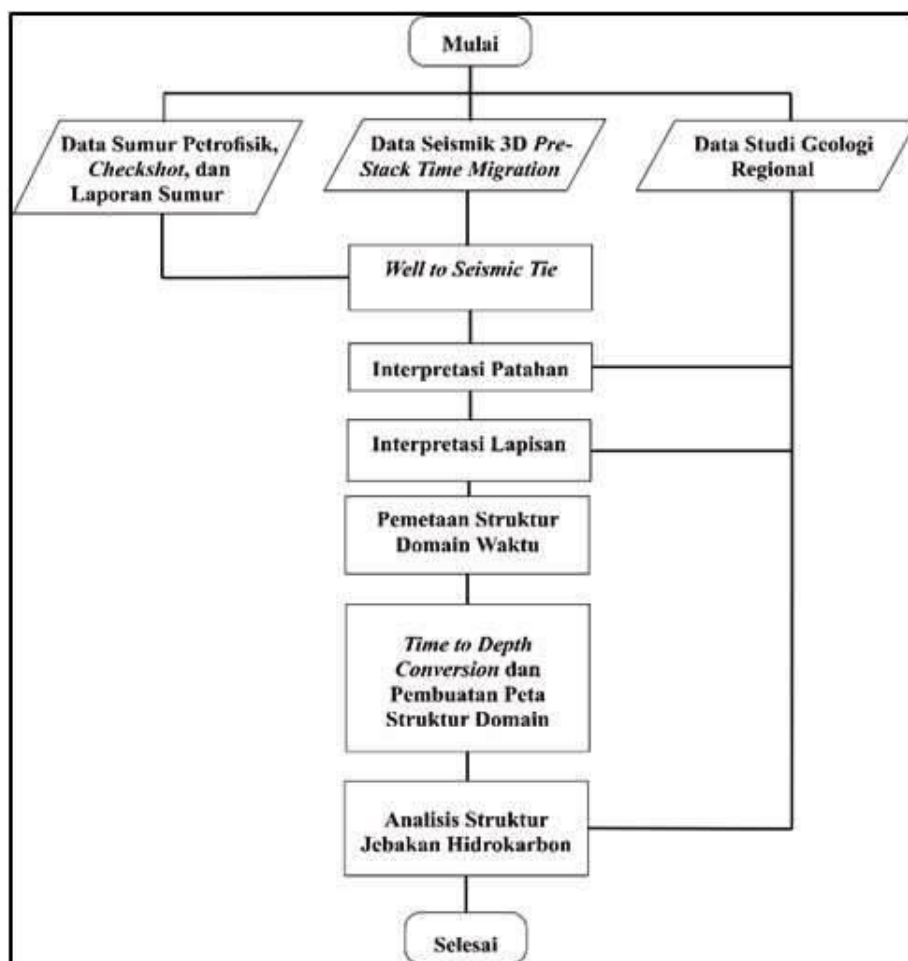 Mulai
Data Sumur Petrofisik,
Checkshot, dan
Laporan Sumur
Data Seismik 3D Pre-
Stack Time Migration
Data Studi Geologi
Regional
Well to Seismic Tie
Interpretasi Patahan
Interpretasi Lapisan
Pemetaan Struktur
Domain Waktu
Time to Depth
Conversion dan
Pembuatan Peta
Struktur Domain
Analisis Struktur
Jebakan Hidrokarbon
Selesai